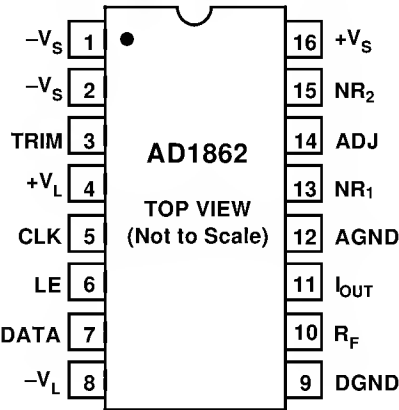 −VS 1
−VS 2
TRIM 3
+VL 4
CLK 5
LE 6
DATA 7
−VL 8
AD1862
TOP VIEW
(Not to Scale)
16 +VS
15 NR2
14 ADJ
13 NR1
12 AGND
11 IOUT
10 RF
9 DGND